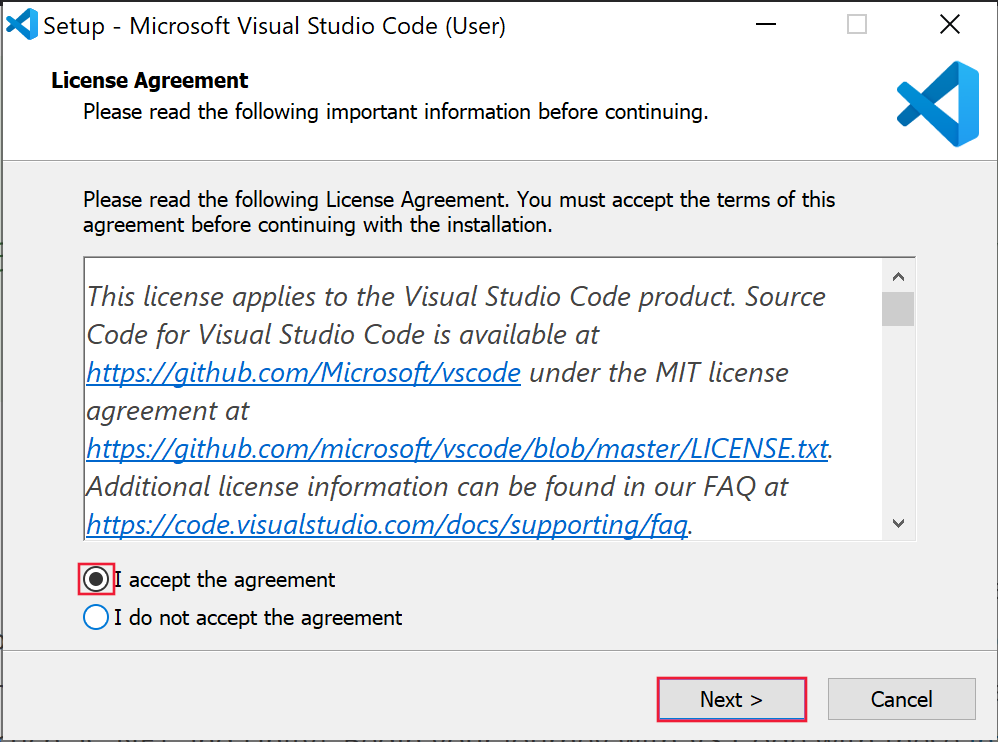 Setup - Microsoft Visual Studio Code (User)
License Agreement
Please read the following important information before continuing.
Please read the following License Agreement. You must accept the terms of this
agreement before continuing with the installation.
This license applies to the Visual Studio Code product. Source
Code for Visual Studio Code is available at
https://github.com/Microsoft/vscode under the MIT license
agreement at
https://github.com/microsoft/vscode/blob/master/LICENSE.txt.
Additional license information can be found in our FAQ at
https://code.visualstudio.com/docs/supporting/faq.
I accept the agreement
I do not accept the agreement
Next >
Cancel